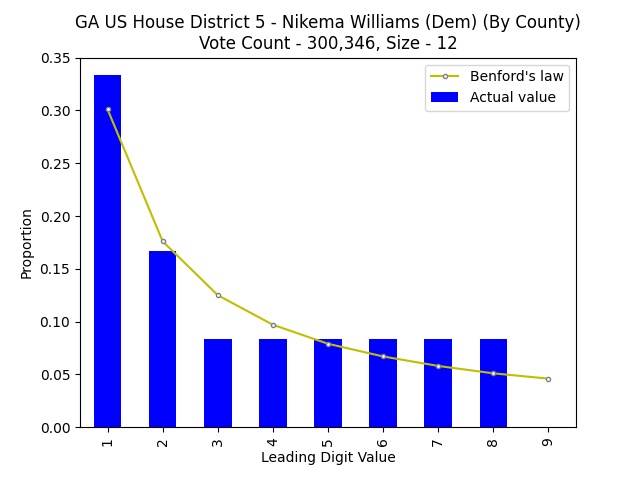 GA US House District 5 - Nikema Williams (Dem) (By County)
Vote Count - 300,346, Size - 12
Benford's law
Actual value
Proportion
0.35
0.30
0.25
0.20
0.15
0.10
0.05
0.00
1 2 3 4 5 6 7 8 9
Leading Digit Value